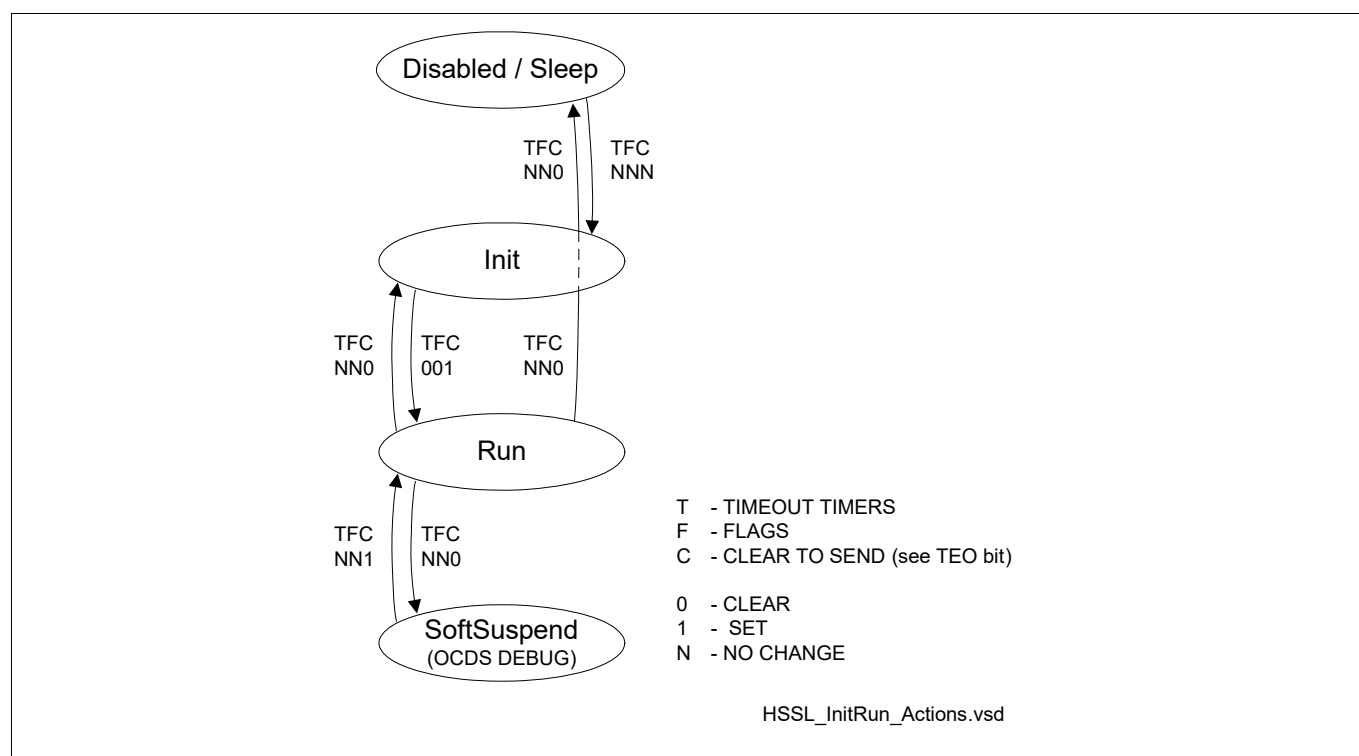 Disabled / Sleep
TFC
NN0
TFC
NNN
Init
TFC
NN0
TFC
001
TFC
NN0
Run
TFC
NN1
TFC
NN0
SoftSuspend
(OCDS DEBUG)
T - TIMEOUT TIMERS
F - FLAGS
C - CLEAR TO SEND (see TEO bit)
0 - CLEAR
1 - SET
N - NO CHANGE
HSSL_InitRun_Actions.vsd